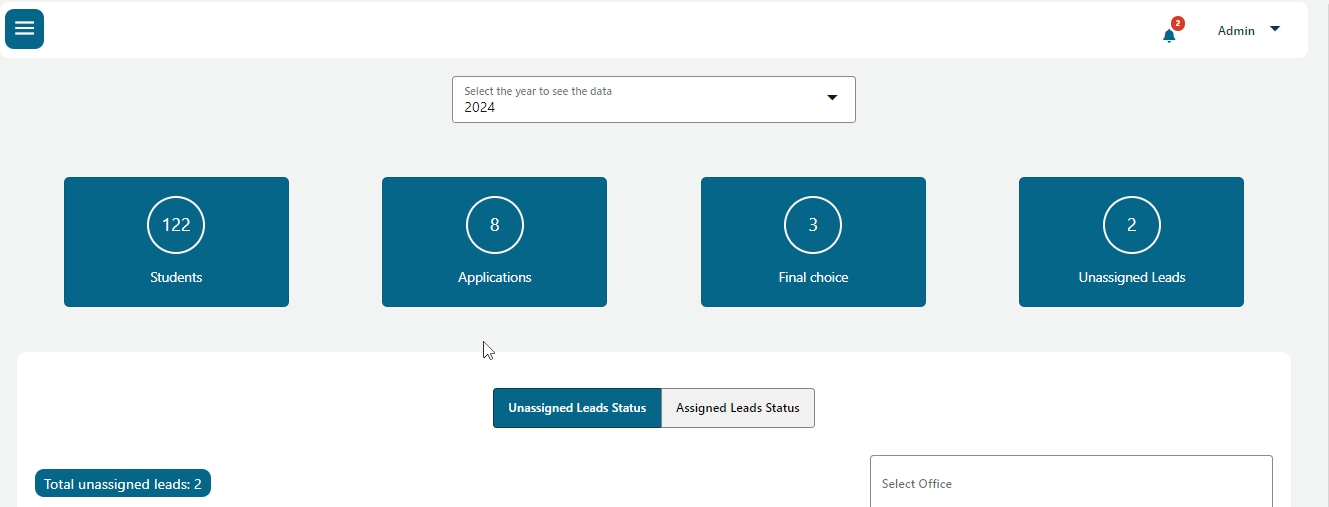 2
Admin
Select the year to see the data
2024
122
Students
8
Applications
3
Final choice
2
Unassigned Leads
Unassigned Leads Status
Assigned Leads Status
Total unassigned leads: 2
Select Office